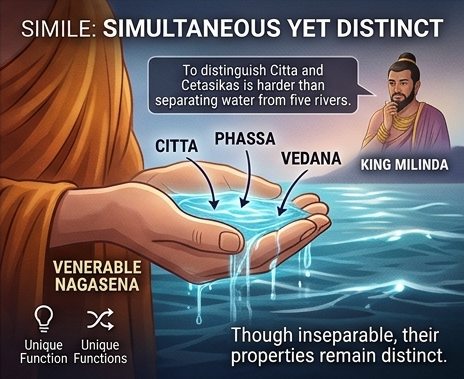 SIMILE: SIMULTANEOUS YET DISTINCT
To distinguish Citta and
Cetasikas is harder than
separating water from five rivers.
KING MILINDA
CITTA
PHASSA
VEDANA
VENERABLE
NAGASENA
Unique
Function
Unique
Functions
Though inseparable, their
properties remain distinct.